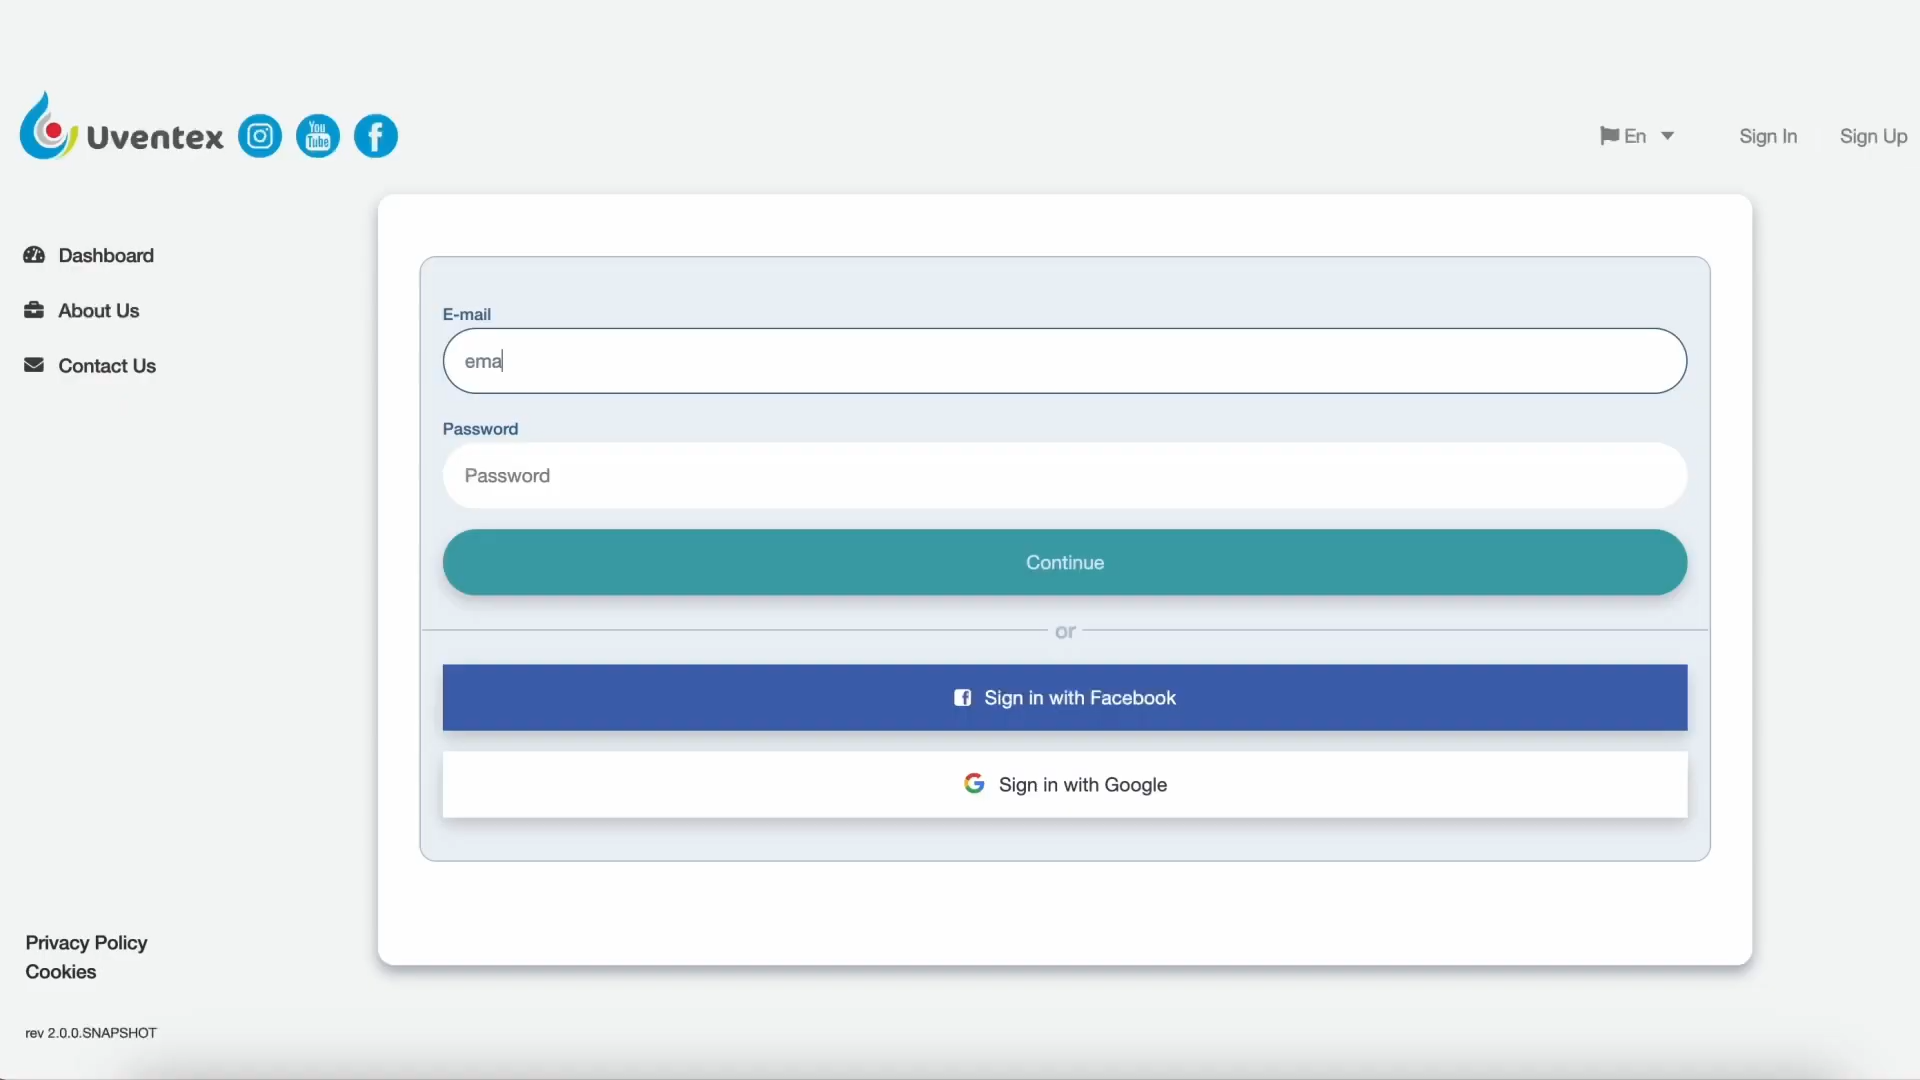 Uventex
You
Tube
En
Sign In
Sign Up
Dashboard
About Us
Contact Us
E-mail
ema
Password
Password
Continue
or
Sign in with Facebook
Sign in with Google
Privacy Policy
Cookies
rev 2.0.0.SNAPSHOT